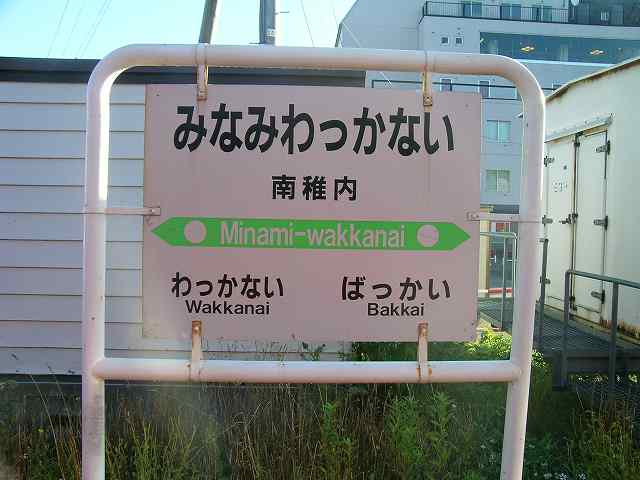 みなみわっかない
南稚内
Minami-wakkanai
わっかない ばっかい
Wakkanai Bakkai